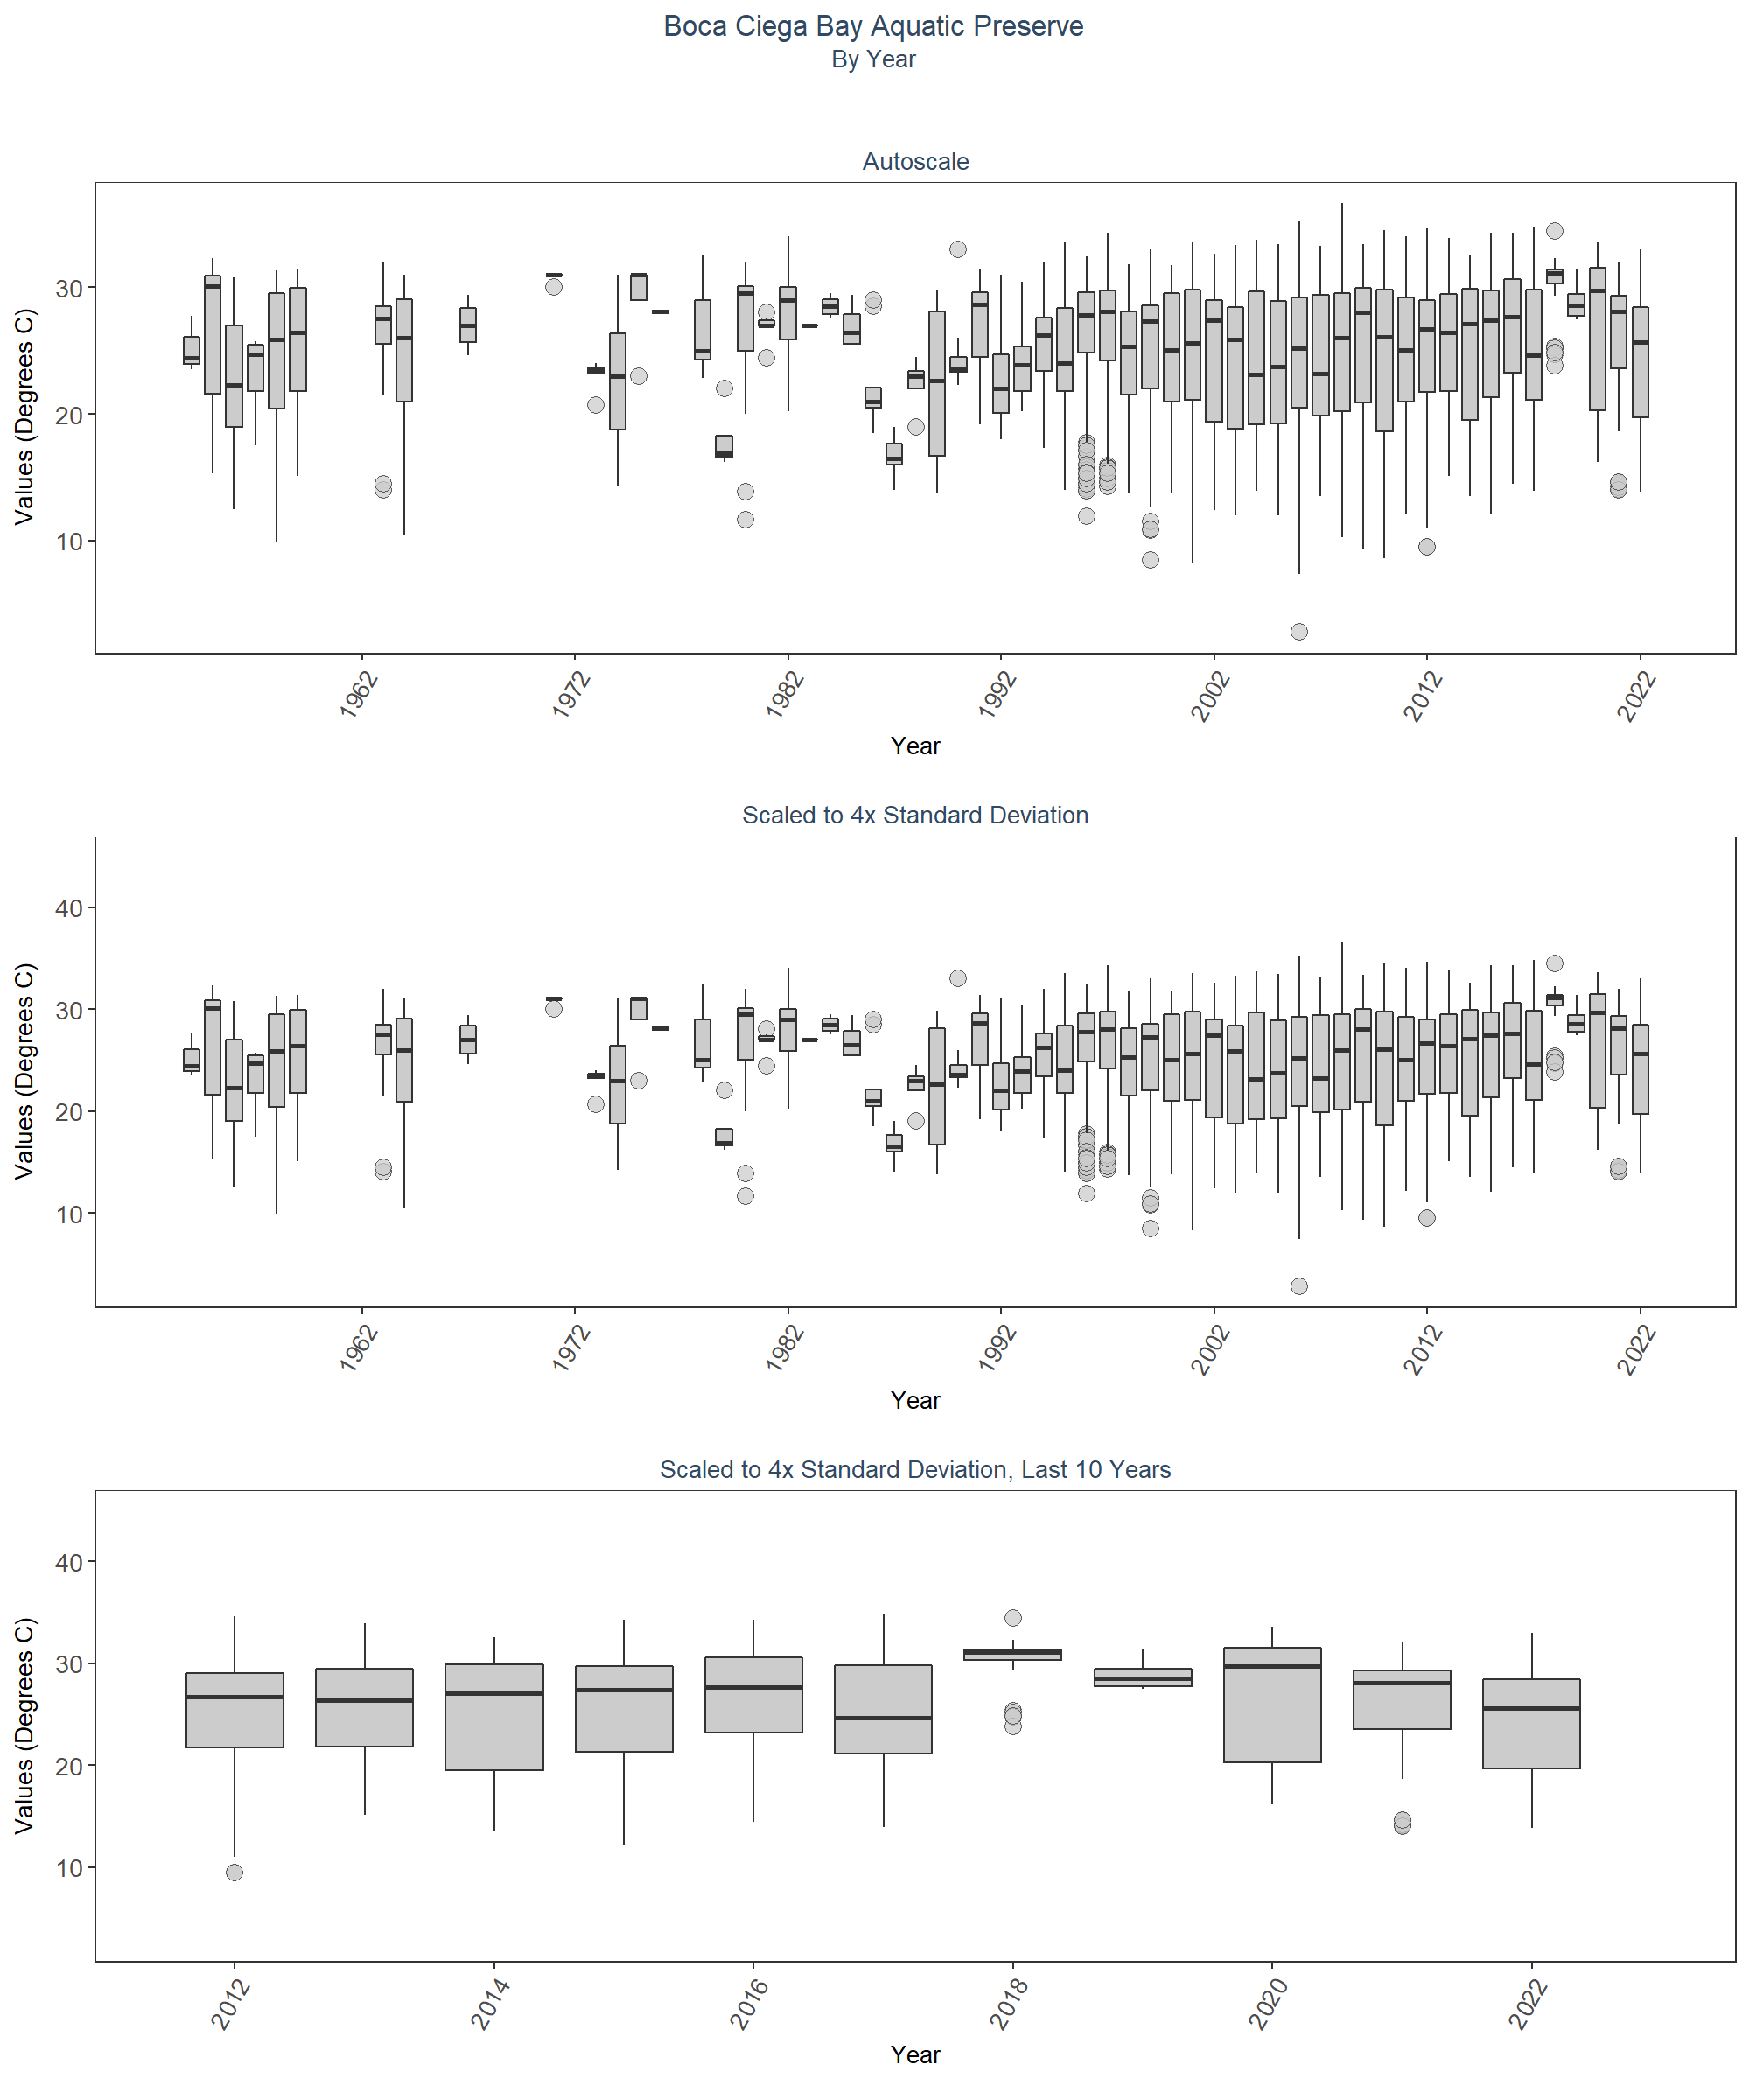 Boca Ciega Bay Aquatic Preserve
By Year
Autoscale
Values (Degrees C)
30
20
10
1962
1972
1982
1992
2002
2012
2022
Year
Scaled to 4x Standard Deviation
Values (Degrees C)
40
30
20
10
1962
1972
1982
1992
2002
2012
2022
Year
Scaled to 4x Standard Deviation, Last 10 Years
Values (Degrees C)
40
30
20
10
2012
2014
2016
2018
2020
2022
Year